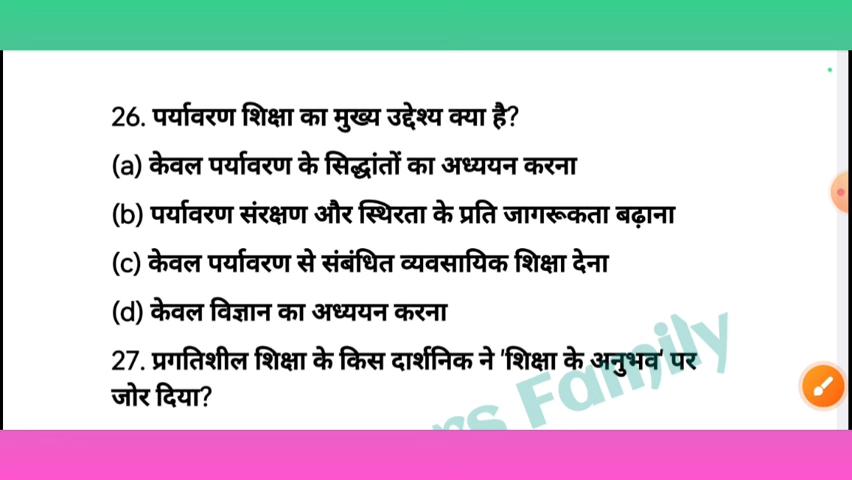 26. पर्यावरण शिक्षा का मुख्य उद्देश्य क्या है?
(a) केवल पर्यावरण के सिद्धांतों का अध्ययन करना
(b) पर्यावरण संरक्षण और स्थिरता के प्रति जागरूकता बढ़ाना
(c) केवल पर्यावरण से संबंधित व्यवसायिक शिक्षा देना
(d) केवल विज्ञान का अध्ययन करना
27. प्रगतिशील शिक्षा के किस दार्शनिक ने 'शिक्षा के अनुभव' पर
जोर दिया?
Family